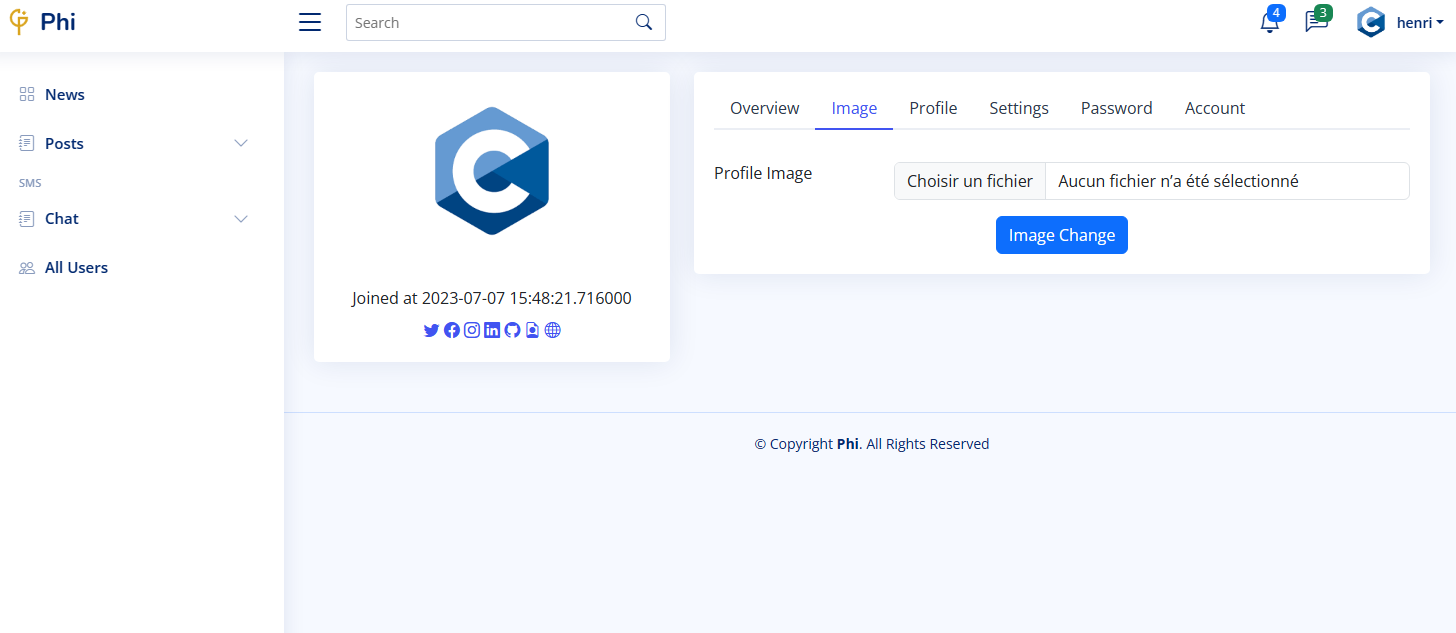 Phi
Search
4
3
henri
News
Posts
SMS
Chat
All Users
Joined at 2023-07-07 15:48:21.716000
Overview Image Profile Settings Password Account
Profile Image
Choisir un fichier Aucun fichier n’a été sélectionné
Image Change
© Copyright Phi. All Rights Reserved